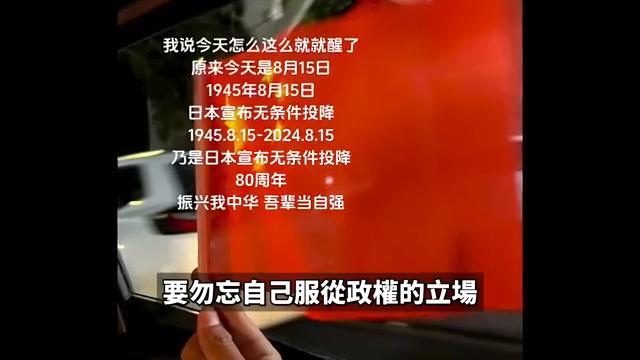 我说今天怎么这么就就醒了
原来今天是8月15日
1945年8月15日
日本宣布无条件投降
1945.8.15-2024.8.15
乃是日本宣布无条件投降
80周年
振兴我中华 吾辈当自强
要勿忘自己服從政權的立場